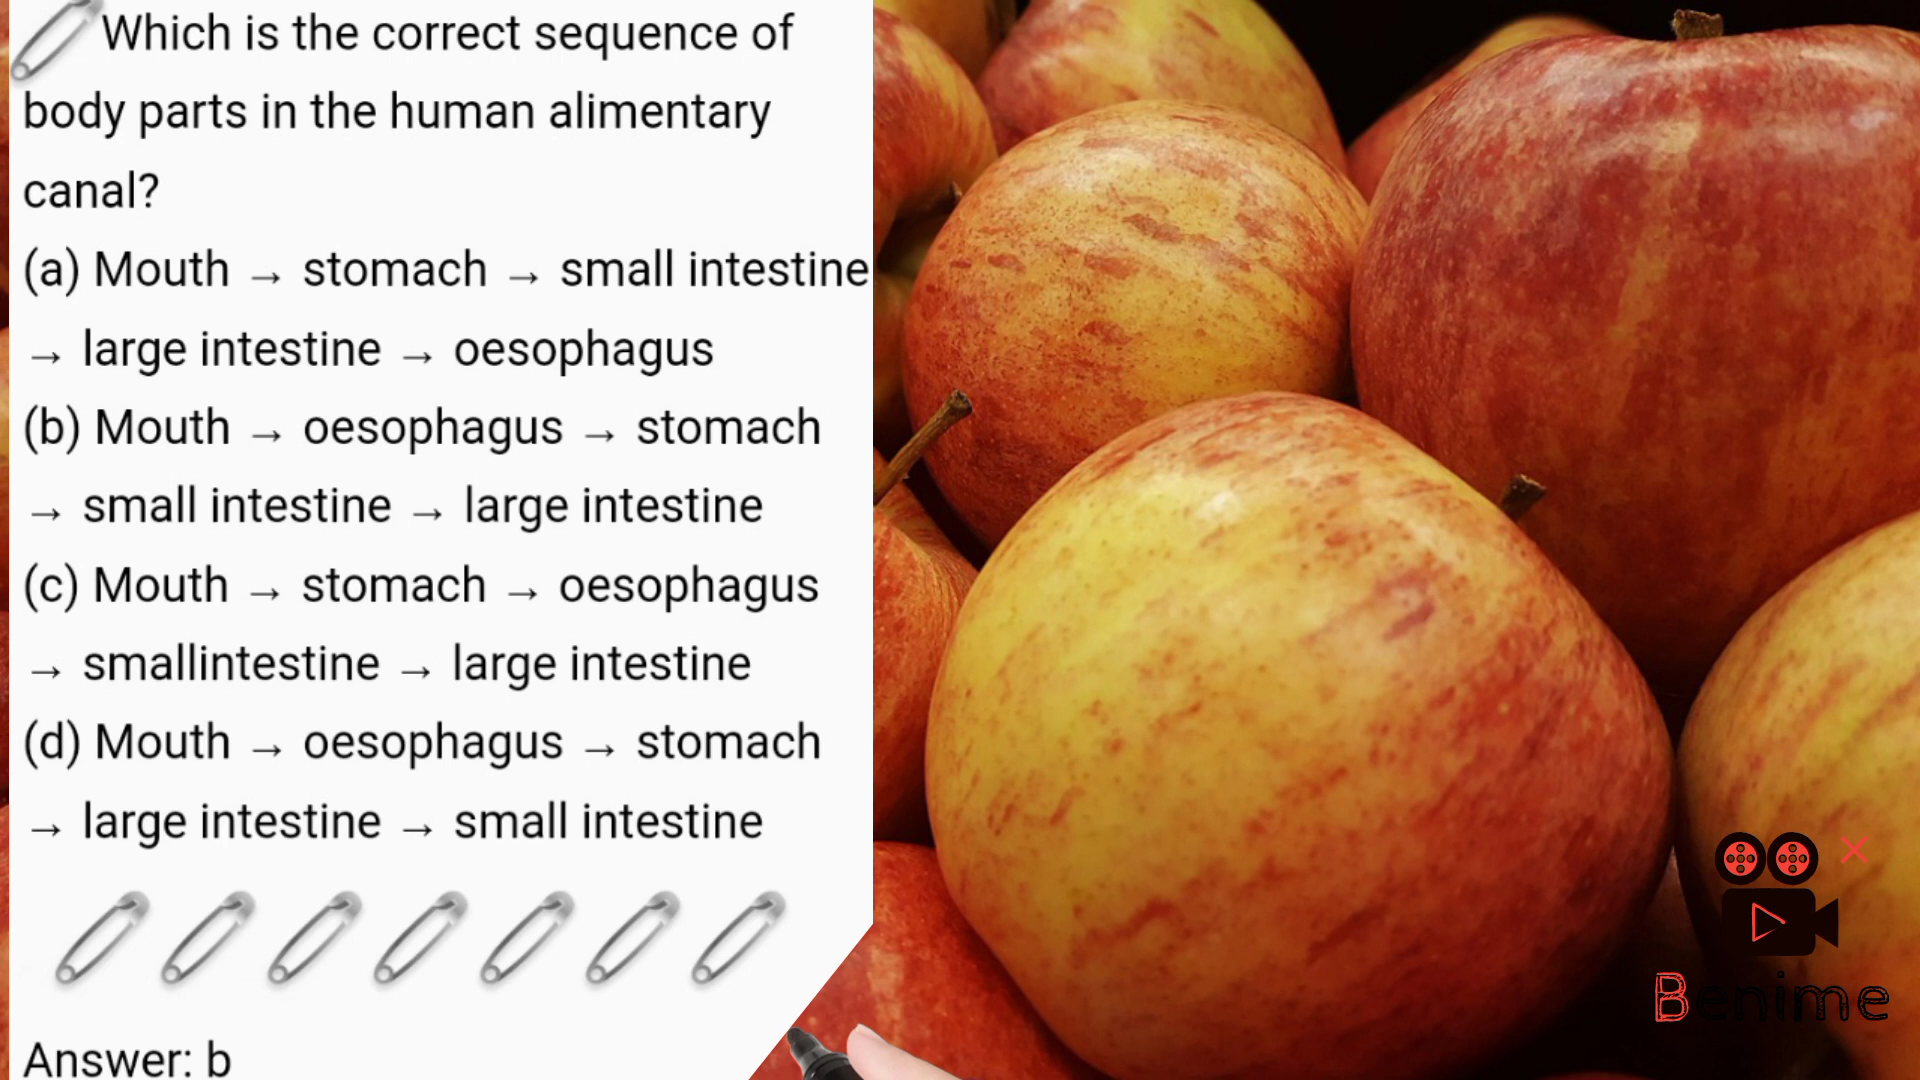 Which is the correct sequence of
body parts in the human alimentary
canal?
(a) Mouth → stomach → small intestine
→ large intestine → oesophagus
(b) Mouth → oesophagus → stomach
→ small intestine → large intestine
(c) Mouth → stomach → oesophagus
→ smallintestine → large intestine
(d) Mouth → oesophagus → stomach
→ large intestine → small intestine
Answer: b
Benime